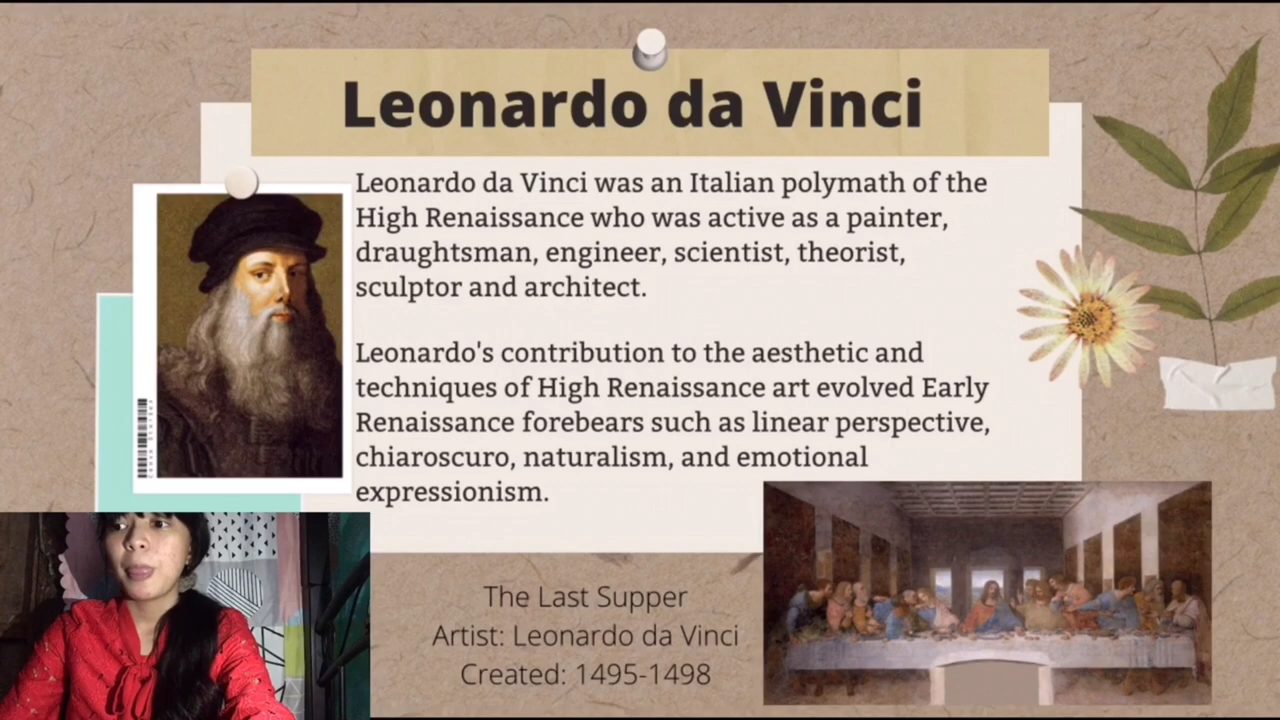 Leonardo da Vinci
Leonardo da Vinci was an Italian polymath of the
High Renaissance who was active as a painter,
draughtsman, engineer, scientist, theorist,
sculptor and architect.
Leonardo's contribution to the aesthetic and
techniques of High Renaissance art evolved Early
Renaissance forebears such as linear perspective,
chiaroscuro, naturalism, and emotional
expressionism.
The Last Supper
Artist: Leonardo da Vinci
Created: 1495-1498